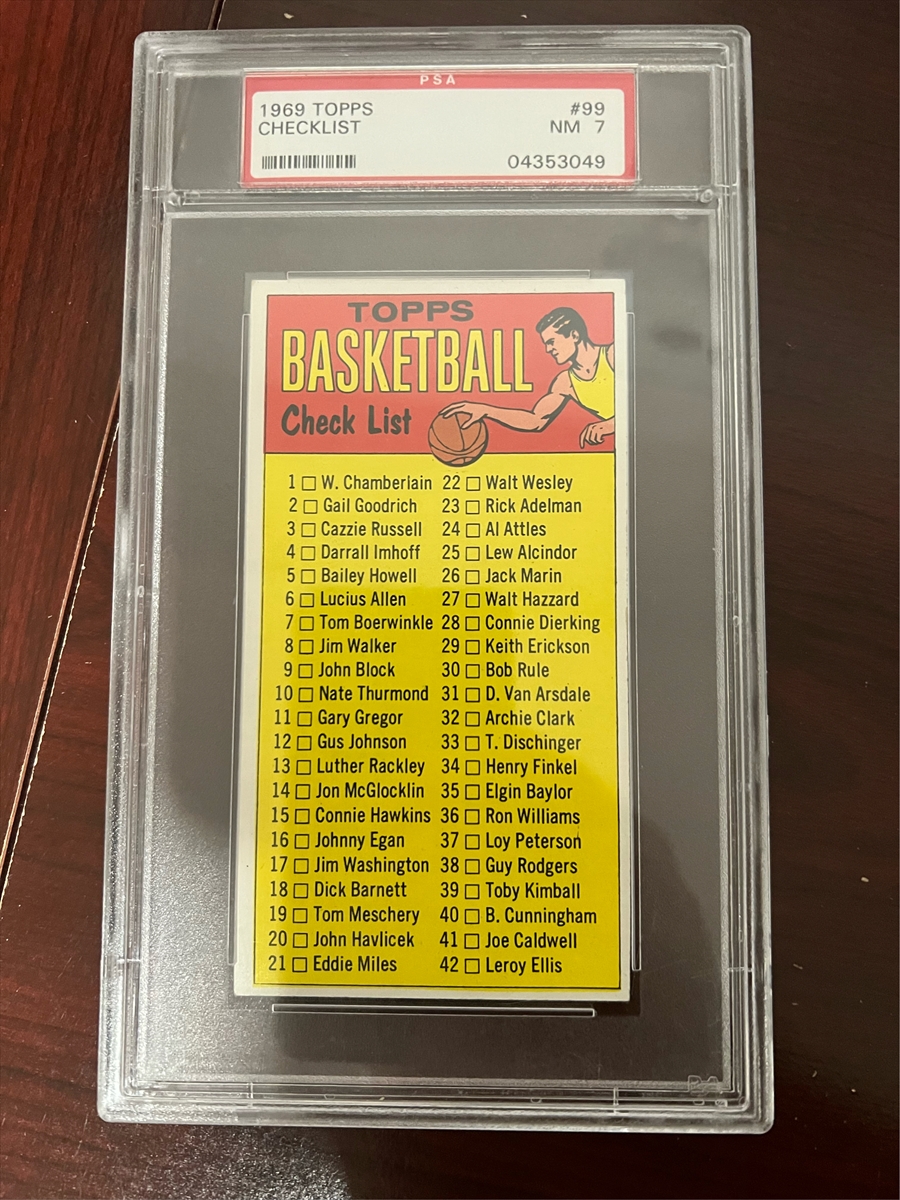 PSA
1969 TOPPS #99
CHECKLIST NM 7
04353049
TOPPS
BASKETBALL
Check List
1 W. Chamberlain
2 Gail Goodrich
3 Cazzie Russell
4 Darrall Imhoff
5 Bailey Howell
6 Lucius Allen
7 Tom Boerwinkle
8 Jim Walker
9 John Block
10 Nate Thurmond
11 Gary Gregor
12 Gus Johnson
13 Luther Rackley
14 Jon McGlocklin
15 Connie Hawkins
16 Johnny Egan
17 Jim Washington
18 Dick Barnett
19 Tom Meschery
20 John Havlicek
21 Eddie Miles
22 Walt Wesley
23 Rick Adelman
24 Al Attles
25 Lew Alcindor
26 Jack Marin
27 Walt Hazzard
28 Connie Dierking
29 Keith Erickson
30 Bob Rule
31 D. Van Arsdale
32 Archie Clark
33 T. Dischinger
34 Henry Finkel
35 Elgin Baylor
36 Ron Williams
37 Loy Peterson
38 Guy Rodgers
39 Toby Kimball
40 B. Cunningham
41 Joe Caldwell
42 Leroy Ellis